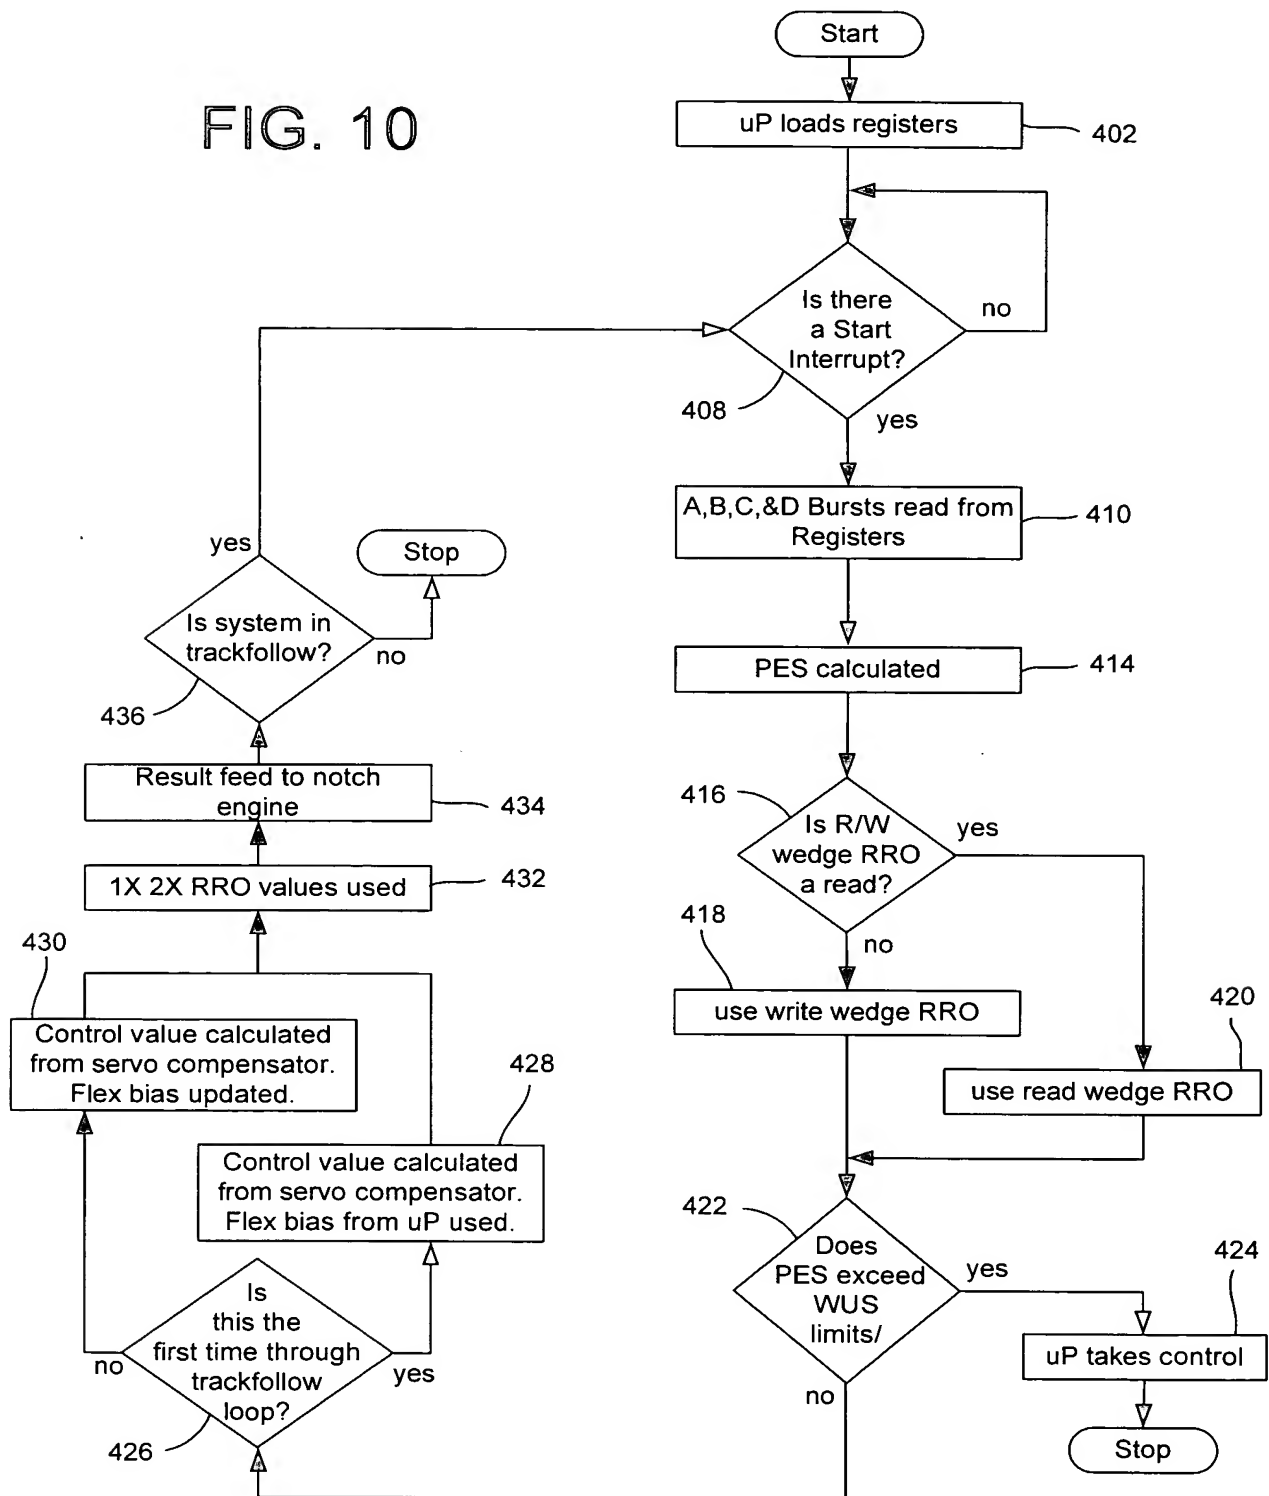 FIG. 10
Start
uP loads registers
402
Is there
a Start
Interrupt?
no
408
yes
A,B,C,&D Bursts read from
Registers
410
PES calculated
414
416
Is R/W
wedge RRO
a read?
yes
no
418
use write wedge RRO
420
use read wedge RRO
422
Does
PES exceed
WUS
limits/
yes
no
424
uP takes control
Stop
426
Is
this the
first time through
trackfollow
loop?
no
yes
428
Control value calculated
from servo compensator.
Flex bias from uP used.
430
Control value calculated
from servo compensator.
Flex bias updated.
1X 2X RRO values used
432
Result feed to notch
engine
434
436
Is system in
trackfollow?
yes
no
Stop